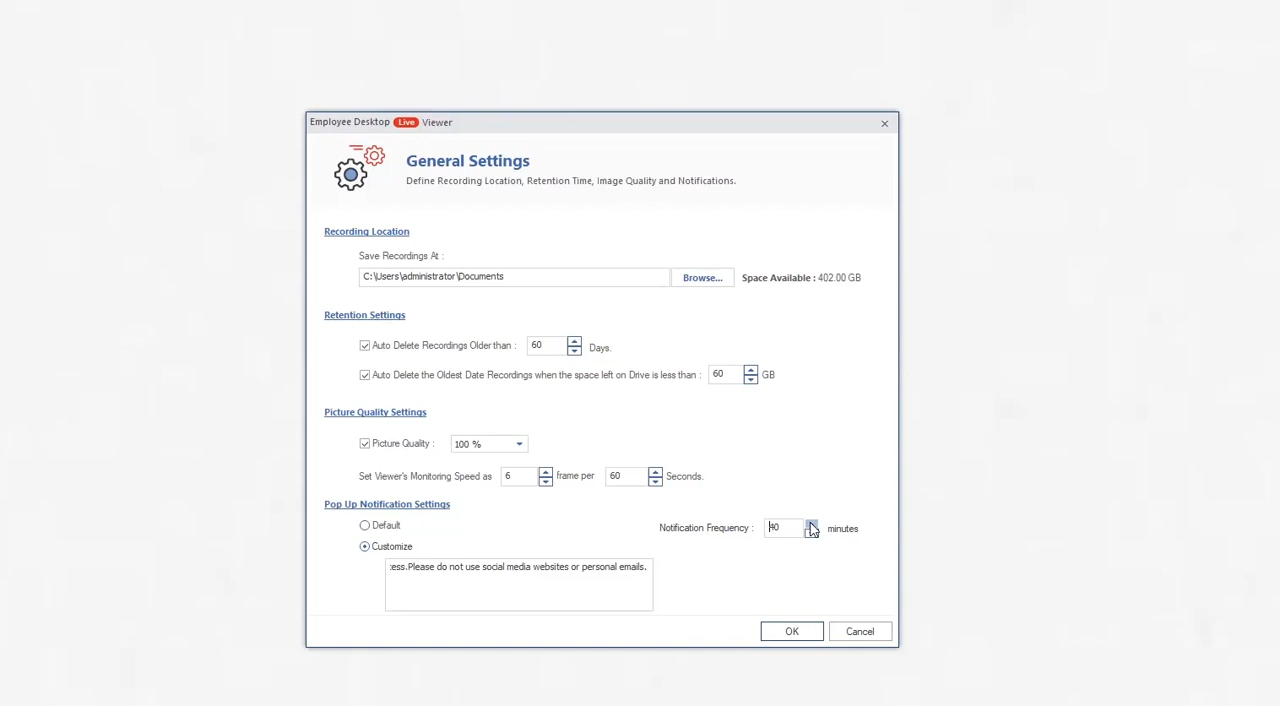 Employee Desktop Live Viewer
General Settings
Define Recording Location, Retention Time, Image Quality and Notifications.
Recording Location
Save Recordings At :
C:\Users\administrator\Documents Browse... Space Available : 402.00 GB
Retention Settings
Auto Delete Recordings Older than : 60 Days.
Auto Delete the Oldest Date Recordings when the space left on Drive is less than : 60 GB
Picture Quality Settings
Picture Quality : 100 %
Set Viewer's Monitoring Speed as 6 frame per 60 Seconds.
Pop Up Notification Settings
Default
Notification Frequency : 40 minutes
Customize
Please do not use social media websites or personal emails.
OK Cancel